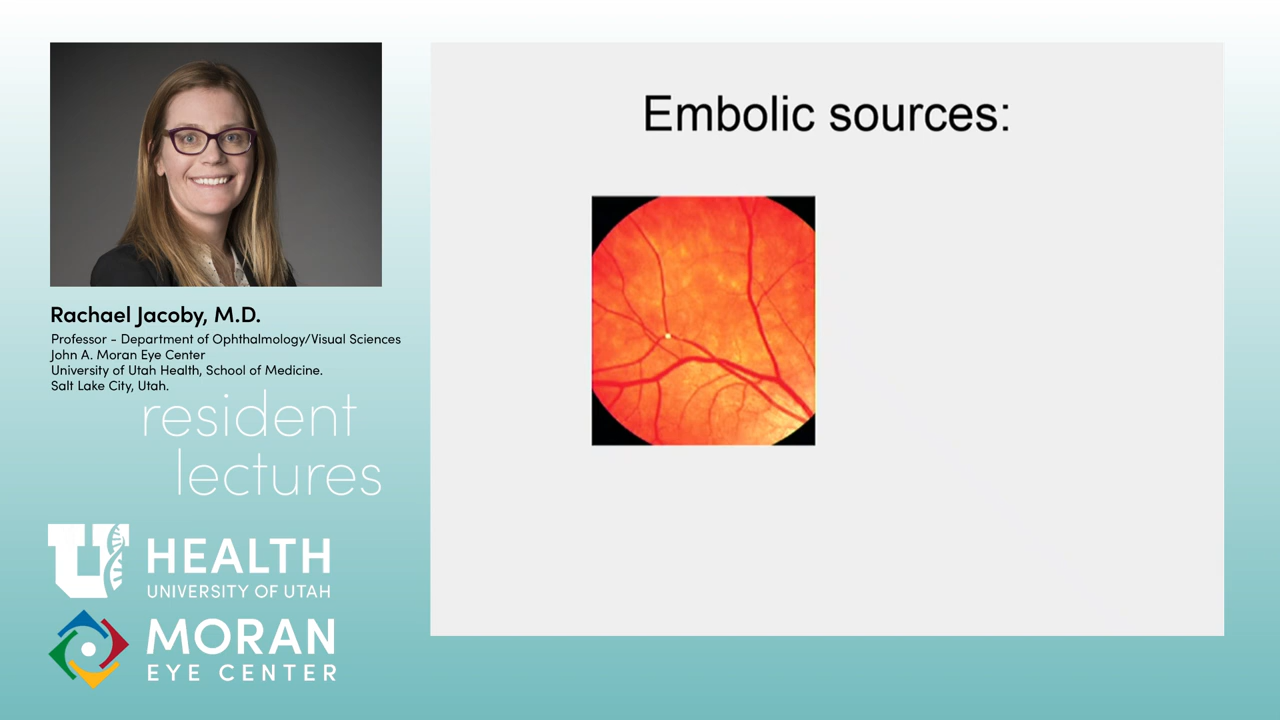 Embolic sources:
Rachael Jacoby, M.D.
Professor - Department of Ophthalmology/Visual Sciences
John A. Moran Eye Center
University of Utah Health, School of Medicine.
Salt Lake City, Utah.
resident
lectures
U
HEALTH
UNIVERSITY OF UTAH
MORAN
EYE CENTER